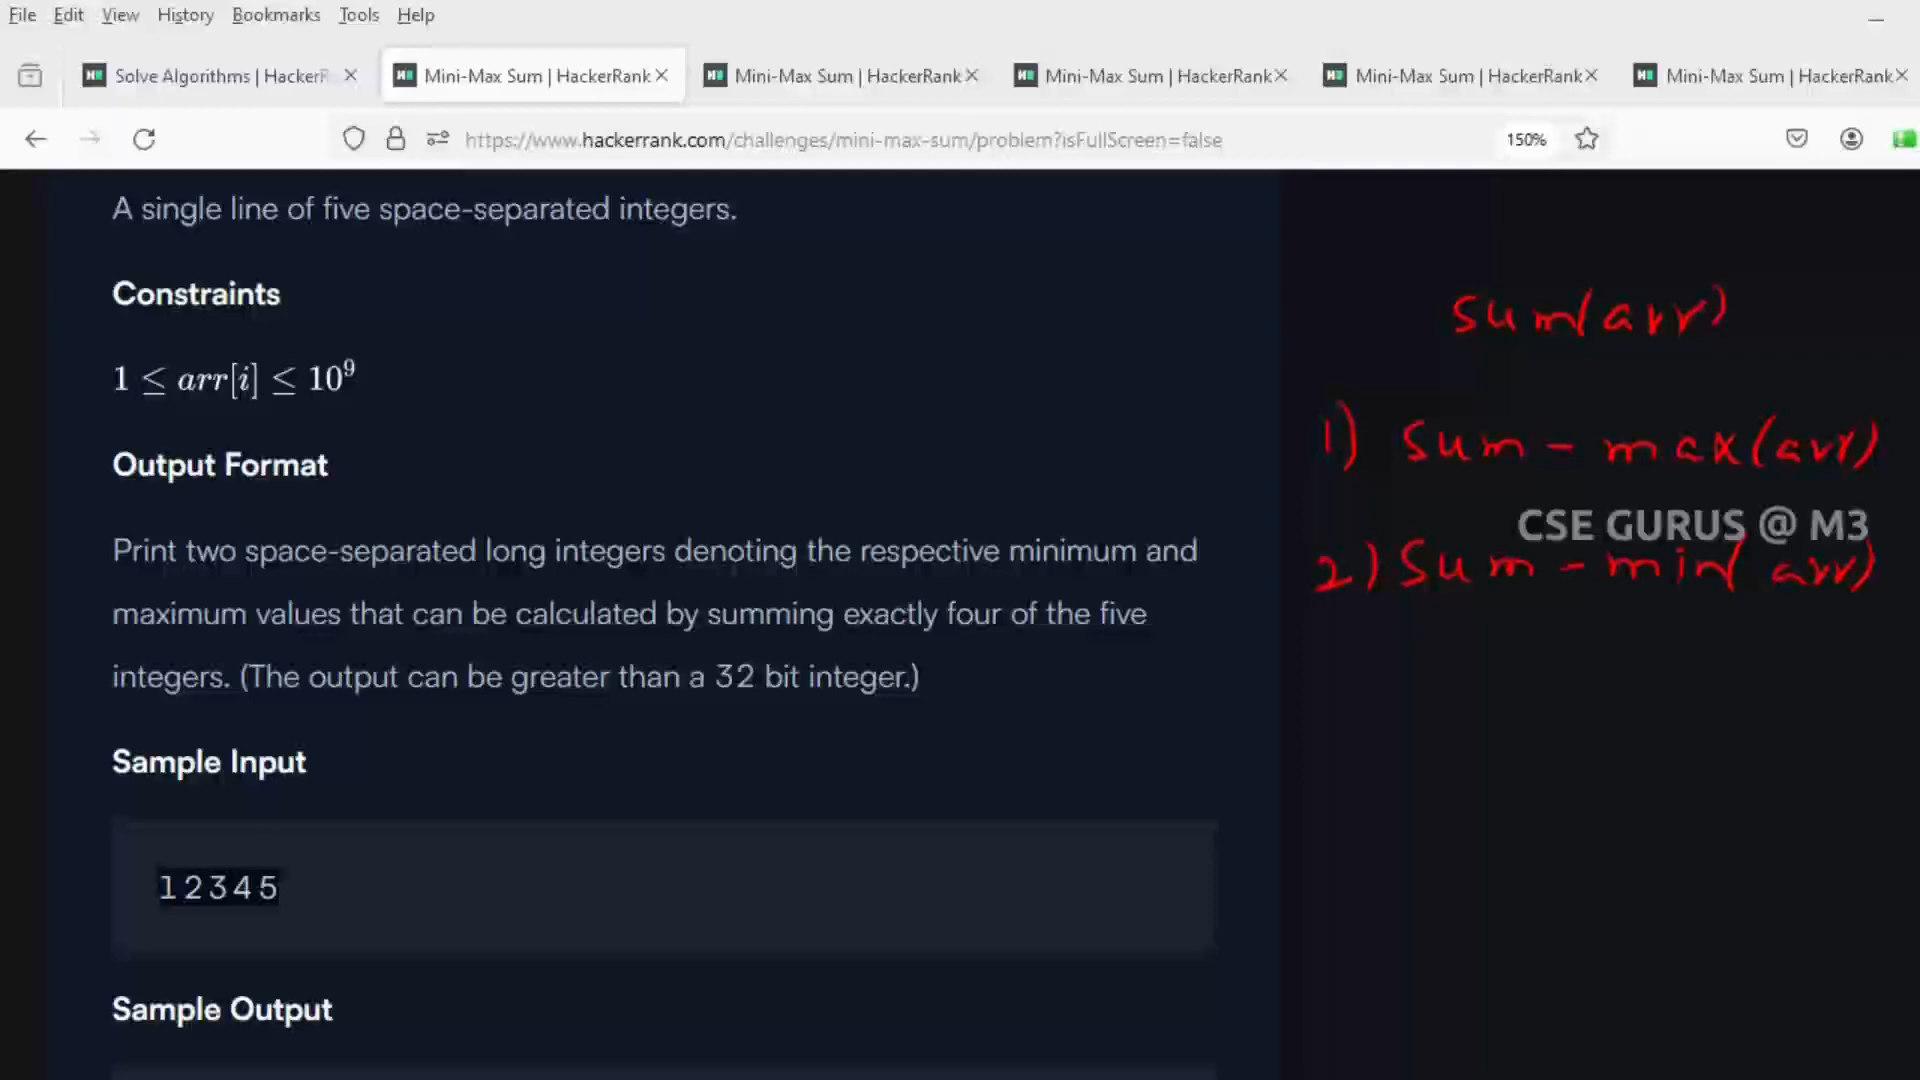 File Edit View History Bookmarks Tools Help
Solve Algorithms | HackerR
Mini-Max Sum | HackerRank
Mini-Max Sum | HackerRank
Mini-Max Sum | HackerRank
Mini-Max Sum | HackerRank
Mini-Max Sum | HackerRank
https://www.hackerrank.com/challenges/mini-max-sum/problem?isFullScreen=false
150%
A single line of five space-separated integers.
Constraints
1 ≤ arr[i] ≤ 10⁹
Output Format
Print two space-separated long integers denoting the respective minimum and
maximum values that can be calculated by summing exactly four of the five
integers. (The output can be greater than a 32 bit integer.)
Sample Input
1 2 3 4 5
Sample Output
sum(arr)
1) sum - max(arr)
CSE GURUS @ M3
2) Sum - min(arr)